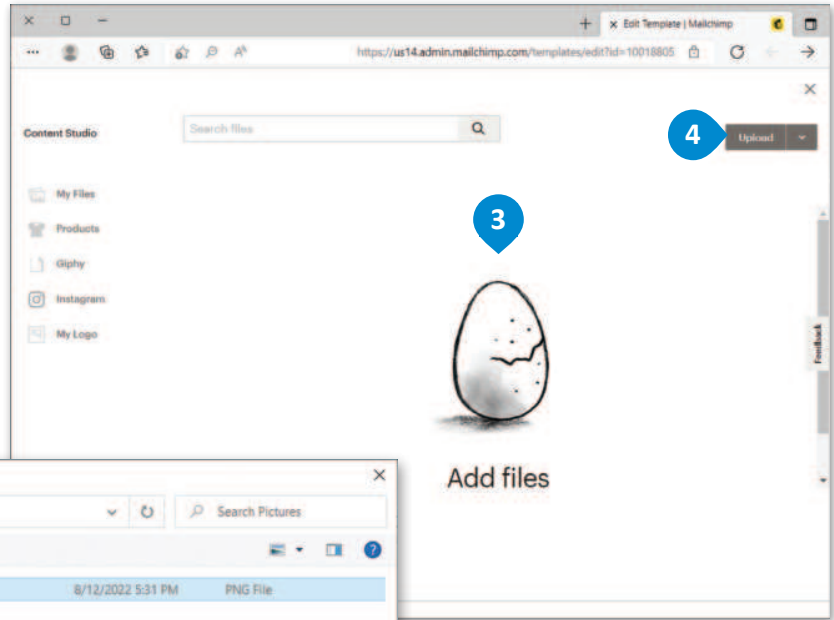 Edit Template | Mailchimp
https://us14.admin.mailchimp.com/templates/edit?id=10018805
Content Studio
Search files
4
Upload
My Files
Products
3
Giphy
Instagram
My Logo
Feedback
Add files
Search Pictures
8/12/2022 5:31 PM PNG File